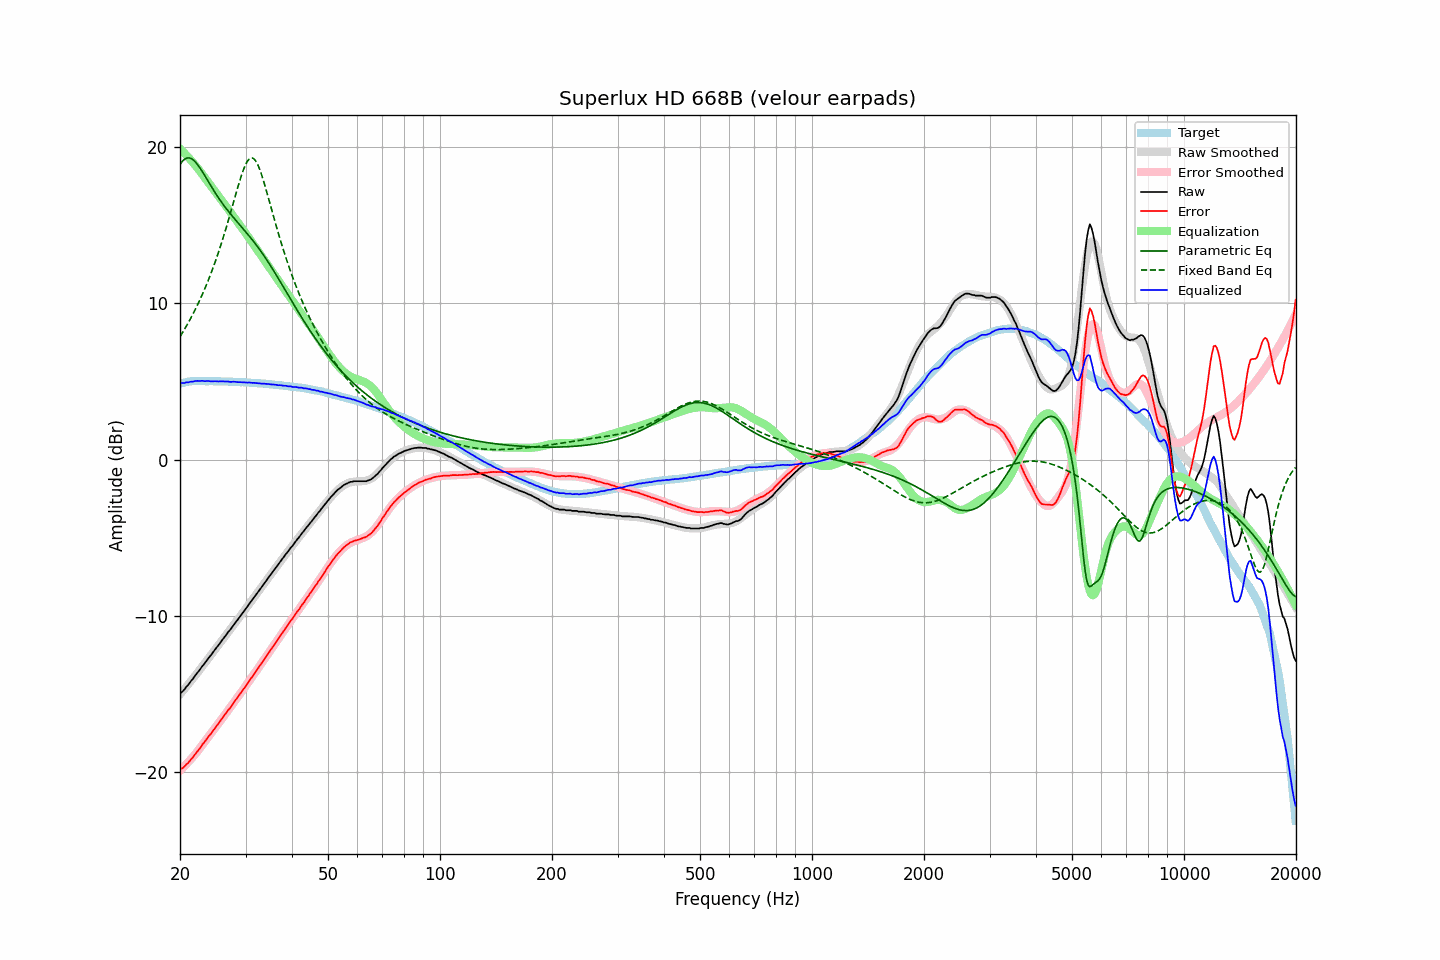 Superlux HD 668B (velour earpads)
Amplitude (dBr)
20
10
0
−10
−20
Target
Raw Smoothed
Error Smoothed
Raw
Error
Equalization
Parametric Eq
Fixed Band Eq
Equalized
20 50 100 200 500 1000 2000 5000 10000 20000
Frequency (Hz)